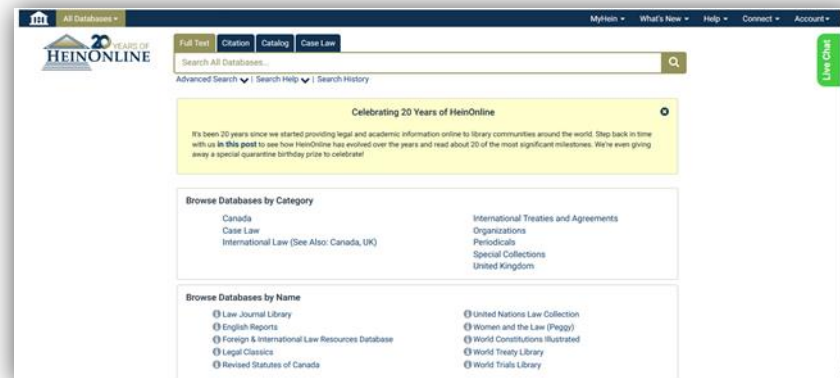 All Databases
MyHein What's New Help Connect Account
20 YEARS OF
HEINONLINE
Full Text Citation Catalog Case Law
Search All Databases...
Advanced Search | Search Help | Search History
Live Chat
Celebrating 20 Years of HeinOnline
It's been 20 years since we started providing legal and academic information online to library communities around the world. Step back in time
with us in this post to see how HeinOnline has evolved over the years and read about 20 of the most significant milestones. We're even giving
away a special quarantine birthday prize to celebrate!
Browse Databases by Category
Canada
Case Law
International Law (See Also: Canada, UK)
International Treaties and Agreements
Organizations
Periodicals
Special Collections
United Kingdom
Browse Databases by Name
Law Journal Library
English Reports
Foreign & International Law Resources Database
Legal Classics
Revised Statutes of Canada
United Nations Law Collection
Women and the Law (Peggy)
World Constitutions Illustrated
World Treaty Library
World Trials Library